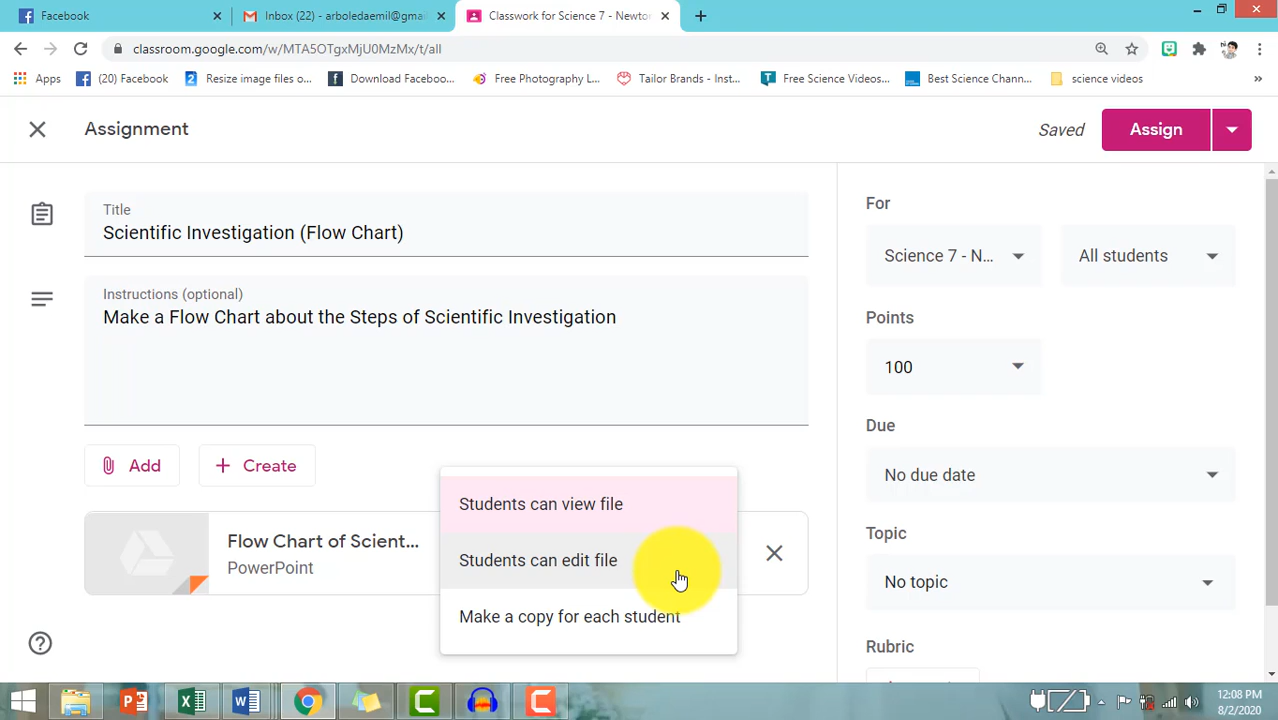 Facebook
Inbox (22) - arboledaemil@gmai
Classwork for Science 7 - Newton
classroom.google.com/w/MTA5OTgxMjU0MzMx/t/all
Apps
(20) Facebook
Resize image files o...
Download Faceboo...
Free Photography L...
Tailor Brands - Inst...
Free Science Videos...
Best Science Chann...
science videos
»
Assignment
Saved
Assign
Title
Scientific Investigation (Flow Chart)
Instructions (optional)
Make a Flow Chart about the Steps of Scientific Investigation
Add
Create
Flow Chart of Scient...
PowerPoint
Students can view file
Students can edit file
Make a copy for each student
For
Science 7 - N...
All students
Points
100
Due
No due date
Topic
No topic
Rubric
12:08 PM
8/2/2020